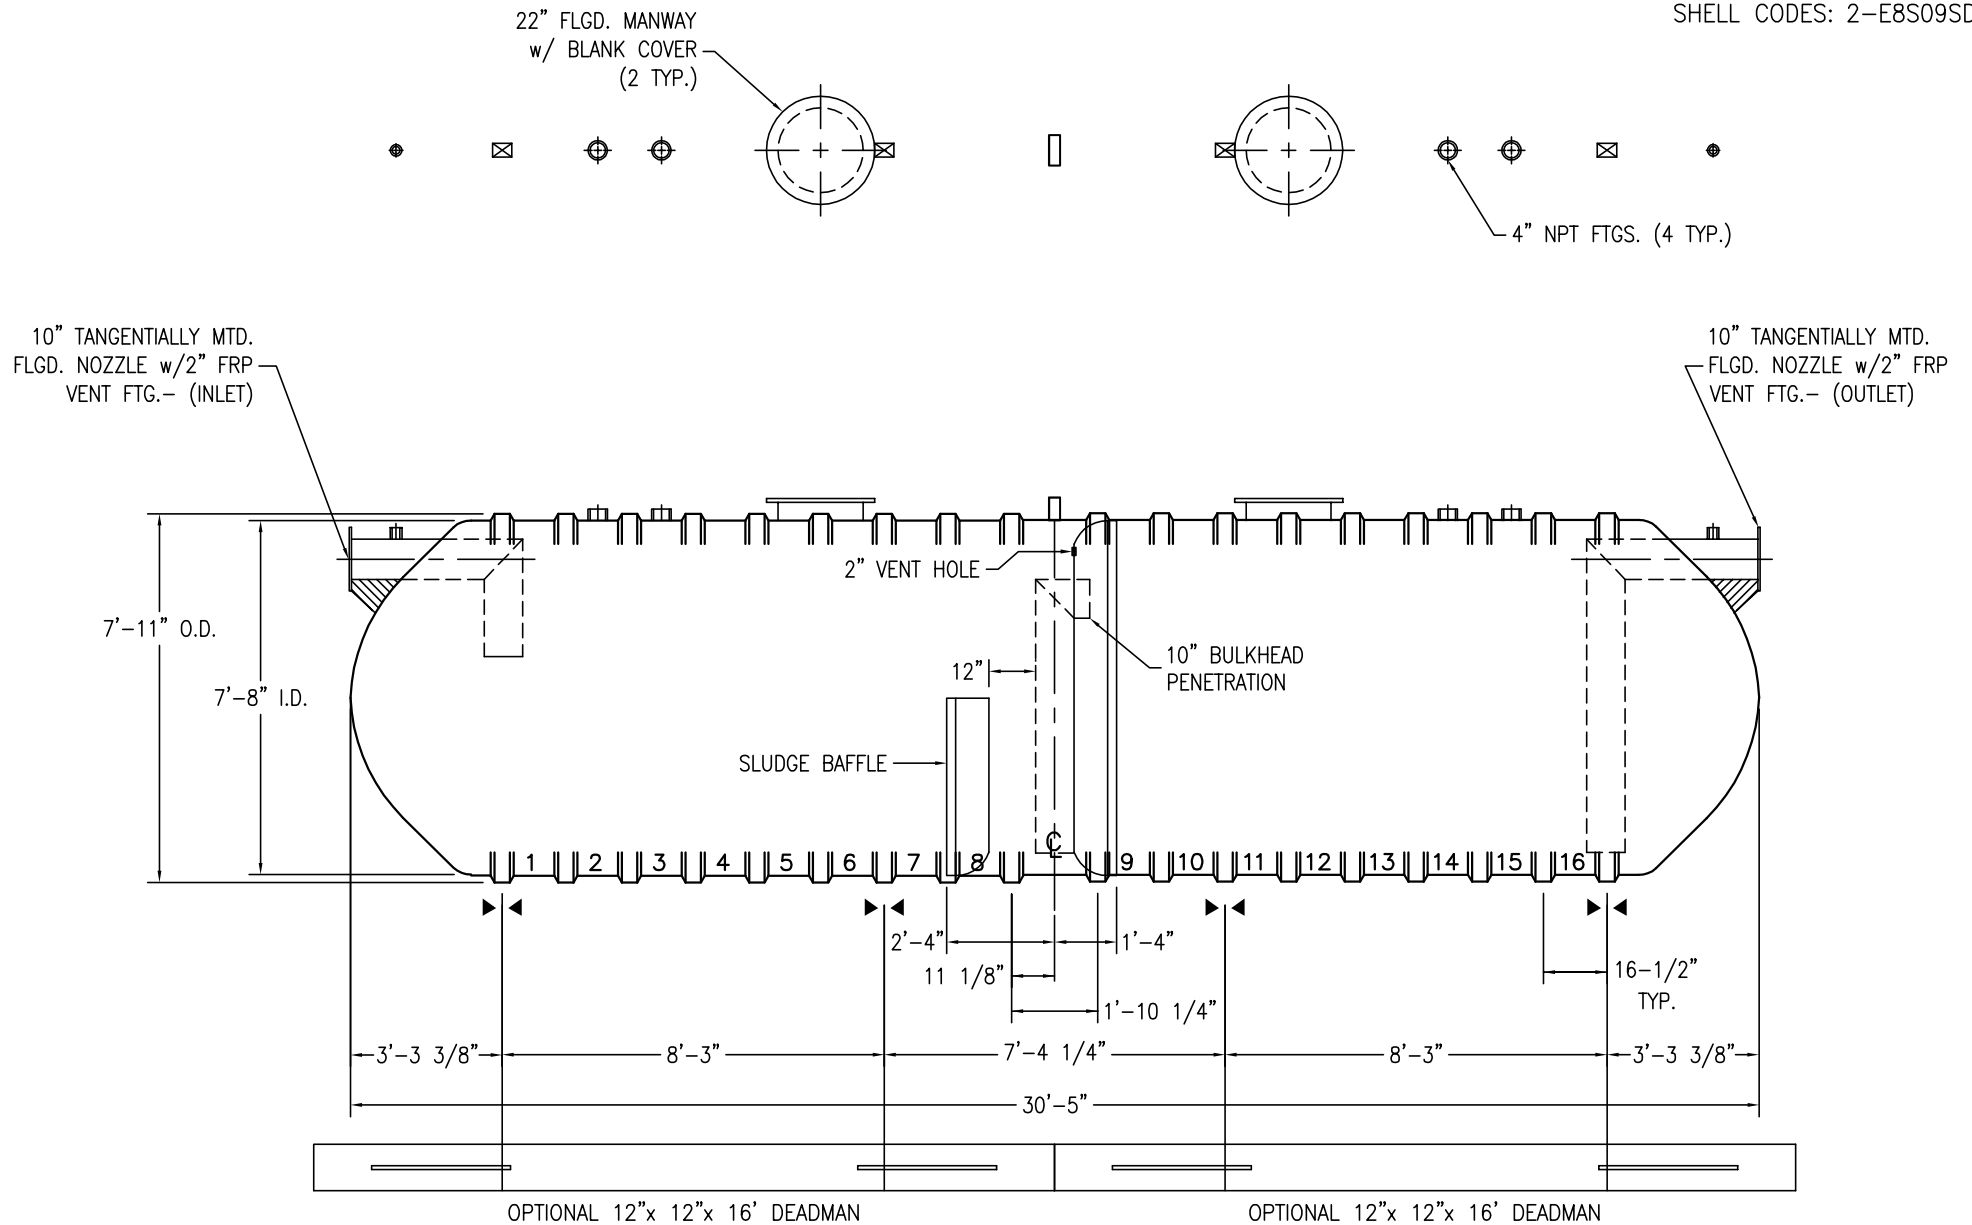 SHELL CODES: 2-E8S09SD
22" FLGD. MANWAY
w/ BLANK COVER
(2 TYP.)
4" NPT FTGS. (4 TYP.)
10" TANGENTIALLY MTD.
FLGD. NOZZLE w/2" FRP
VENT FTG.- (INLET)
10" TANGENTIALLY MTD.
FLGD. NOZZLE w/2" FRP
VENT FTG.- (OUTLET)
2" VENT HOLE
7'-11" O.D.
10" BULKHEAD
PENETRATION
12"
7'-8" I.D.
SLUDGE BAFFLE
CL
1 2 3 4 5 6 7 8 9 10 11 12 13 14 15 16
2'-4" 1'-4"
11 1/8"
16-1/2"
TYP.
1'-10 1/4"
3'-3 3/8" 8'-3" 7'-4 1/4" 8'-3" 3'-3 3/8"
30'-5"
OPTIONAL 12"x 12"x 16' DEADMAN
OPTIONAL 12"x 12"x 16' DEADMAN